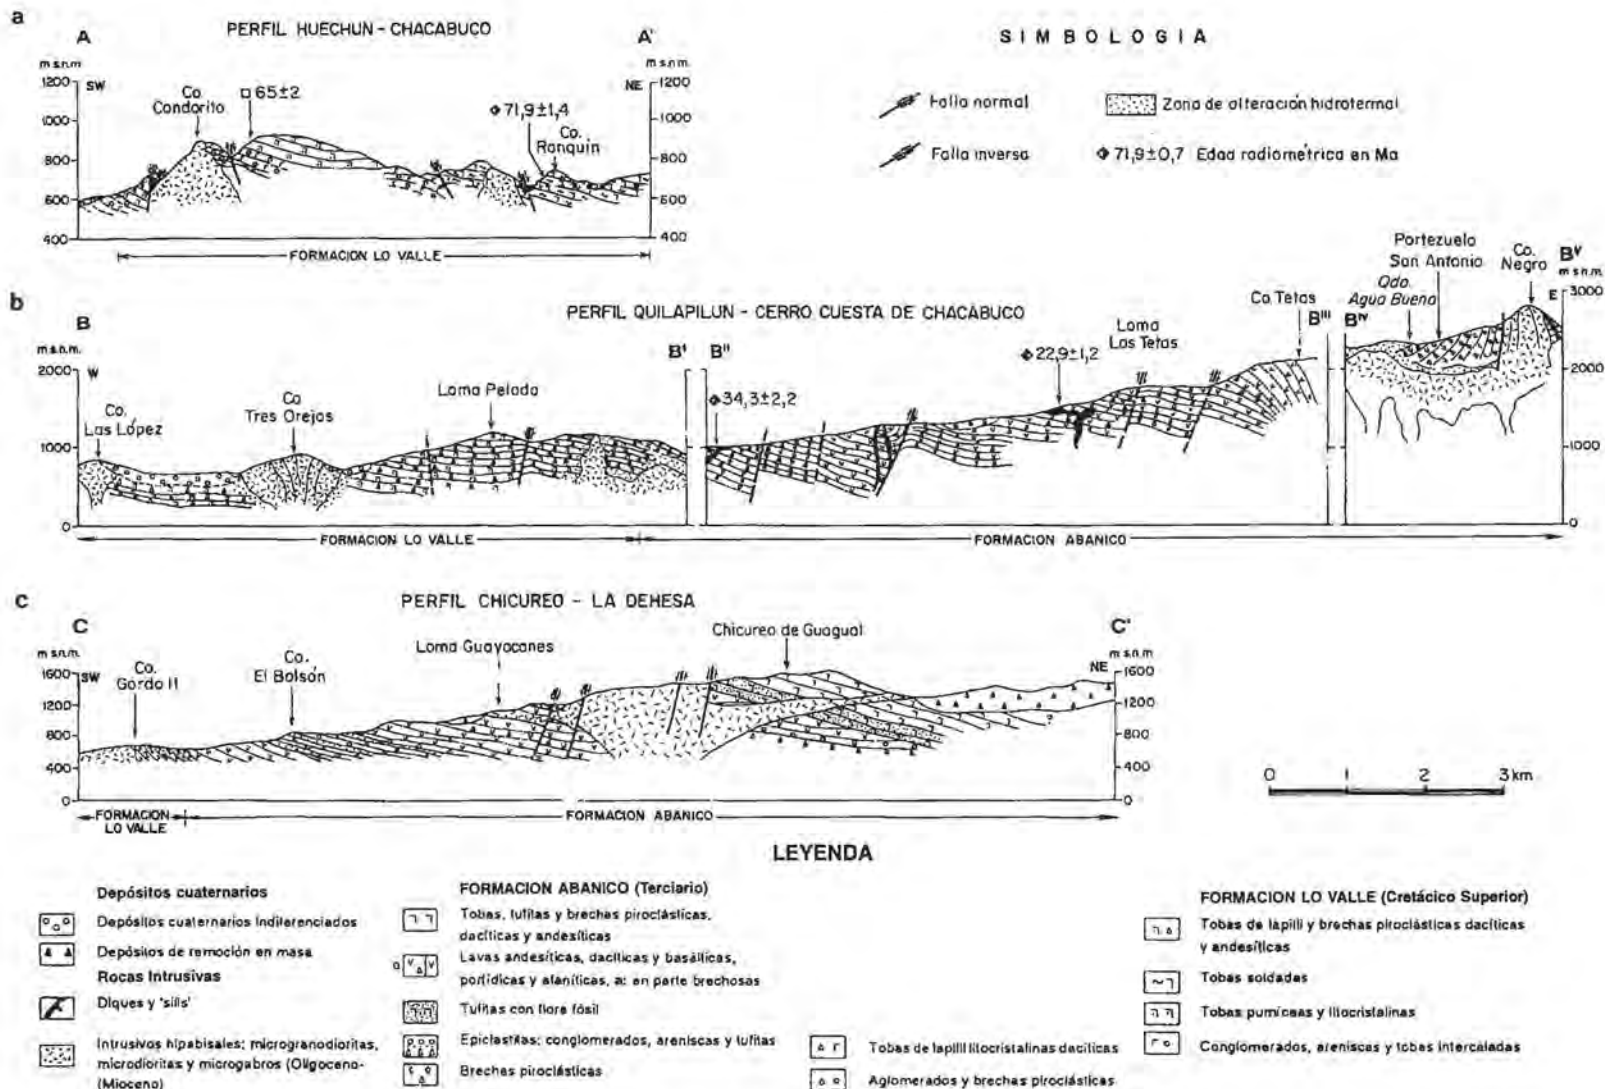 a
PERFIL HUECHUN - CHACABUCO
A
A'
m s.n.m
m s.n.m
SW
NE
1200
1000
800
600
400
1200
1000
800
600
400
Co.
Condorito
65±2
71,9±1,4
Co.
Ranquin
FORMACION LO VALLE
SIMBOLOGIA
Falla normal
Zona de alteración hidrotermal
Falla inversa
71,9±0,7 Edad radiométrica en Ma
b
PERFIL QUILAPILUN - CERRO CUESTA DE CHACABUCO
B
B'
B''
B'''
m s.n.m.
W
2000
1000
0
Co.
Las López
Co.
Tres Orejas
Loma Pelada
34,3±2,2
22,9±1,2
Loma
Las Tetas
Co. Tetas
Qda.
Agua Buena
Portezuelo
San Antonio
Co.
Negro
m s.n.m.
E
3000
2000
1000
0
FORMACION LO VALLE
FORMACION ABANICO
c
PERFIL CHICUREO - LA DEHESA
C
C'
m s.n.m
m s.n.m
SW
NE
1600
1200
800
400
0
1600
1200
800
400
0
Co.
Gordo II
Co.
El Bolsón
Loma Guayacanes
Chicureo de Guagual
?
FORMACION
LO VALLE
FORMACION ABANICO
0 1 2 3 km
LEYENDA
Depósitos cuaternarios
Depósitos cuaternarios indiferenciados
Depósitos de remoción en masa
Rocas Intrusivas
Diques y 'sills'
Intrusivos hipabisales; microgranodioritas,
microdioritas y microgabros (Oligoceno-
(Mioceno)
FORMACION ABANICO (Terciario)
Tobas, tufitas y brechas piroclásticas,
dacíticas y andesíticas
a
Lavas andesíticas, dacíticas y basálticas,
porfídicas y afaníticas, a: en parte brechosas
Tufitas con flora fósil
Epiclastitas; conglomerados, areniscas y tufitas
Brechas piroclásticas
Tobas de lapilli litocristalinas dacíticas
Aglomerados y brechas piroclásticas
FORMACION LO VALLE (Cretácico Superior)
Tobas de lapilli y brechas piroclásticas dacíticas
y andesíticas
Tobas soldadas
Tobas pumíceas y litocristalinas
Conglomerados, areniscas y tobas intercaladas